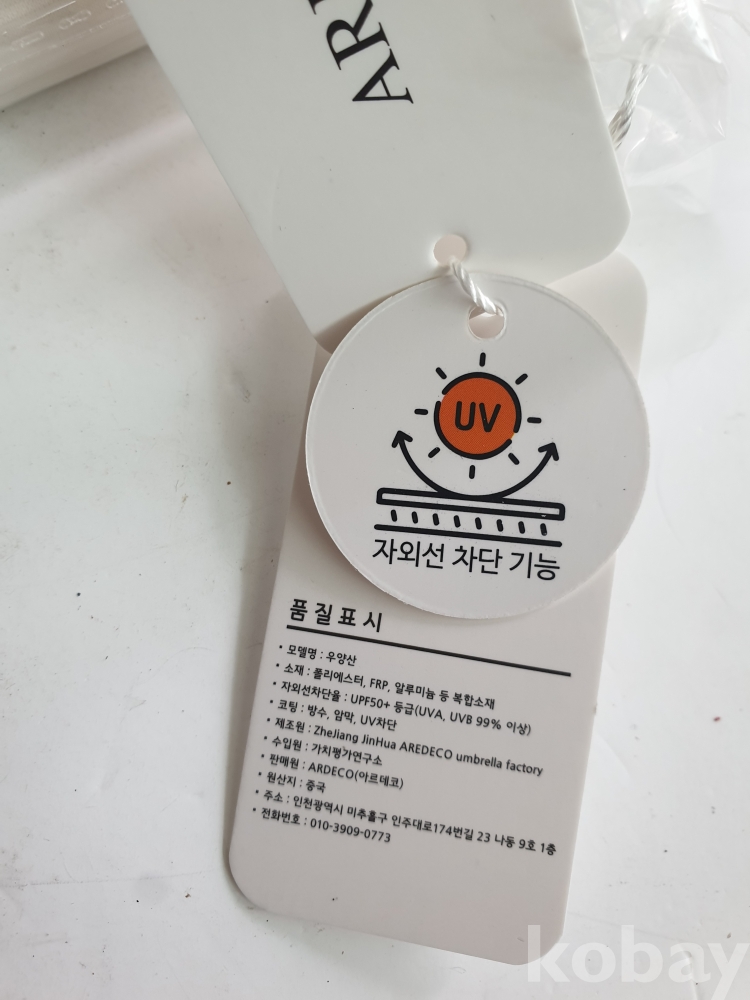 AR
UV
자외선 차단 기능
품질표시
• 모델명 : 우양산
• 소재 : 폴리에스터, FRP, 알루미늄 등 복합소재
• 자외선차단율 : UPF50+ 등급(UVA, UVB 99% 이상)
• 코팅 : 방수, 암막, UV차단
• 제조원 : ZheJiang JinHua AREDECO umbrella factory
• 수입원 : 가치평가연구소
• 판매원 : ARDECO(아르데코)
• 원산지 : 중국
• 주소 : 인천광역시 미추홀구 인주대로174번길 23 나동 9호 1층
• 전화번호 : 010-3909-0773
kobay